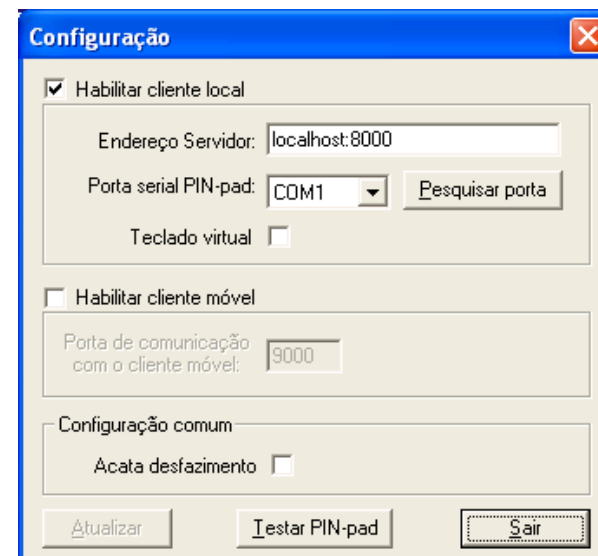 Configuração
Habilitar cliente local
Endereço Servidor: localhost:8000
Porta serial PIN-pad: COM1 Pesquisar porta
Teclado virtual
Habilitar cliente móvel
Porta de comunicação
com o cliente móvel: 9000
Configuração comum
Acata desfazimento
Atualizar Testar PIN-pad Sair